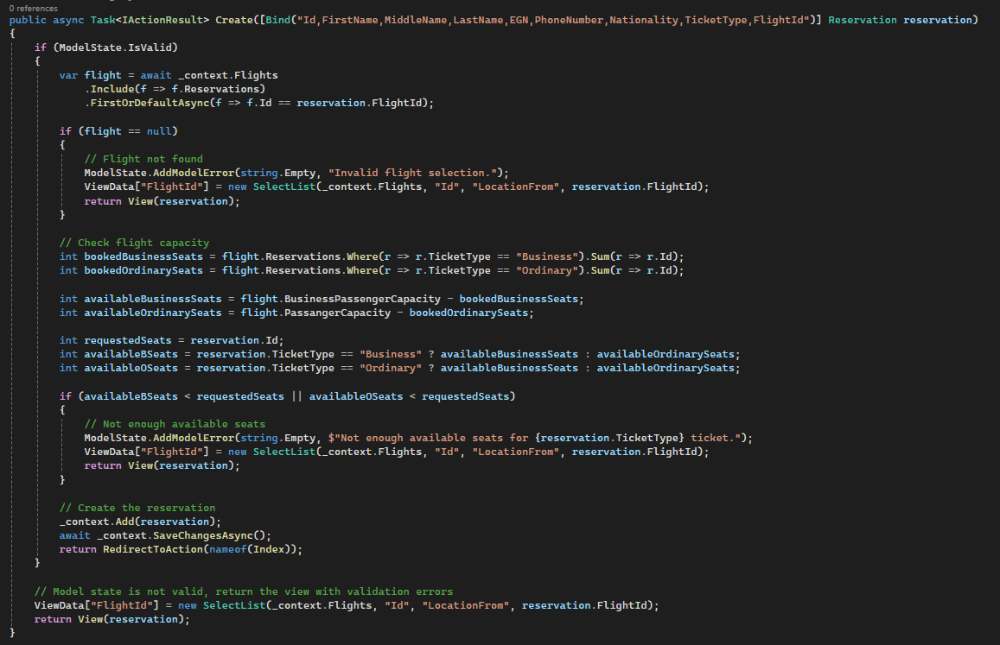 0 references
public async Task<IActionResult> Create([Bind("Id,FirstName,MiddleName,LastName,EGN,PhoneNumber,Nationality,TicketType,FlightId")] Reservation reservation)
{
    if (ModelState.IsValid)
    {
        var flight = await _context.Flights
            .Include(f => f.Reservations)
            .FirstOrDefaultAsync(f => f.Id == reservation.FlightId);

        if (flight == null)
        {
            // Flight not found
            ModelState.AddModelError(string.Empty, "Invalid flight selection.");
            ViewData["FlightId"] = new SelectList(_context.Flights, "Id", "LocationFrom", reservation.FlightId);
            return View(reservation);
        }

        // Check flight capacity
        int bookedBusinessSeats = flight.Reservations.Where(r => r.TicketType == "Business").Sum(r => r.Id);
        int bookedOrdinarySeats = flight.Reservations.Where(r => r.TicketType == "Ordinary").Sum(r => r.Id);

        int availableBusinessSeats = flight.BusinessPassengerCapacity - bookedBusinessSeats;
        int availableOrdinarySeats = flight.PassangerCapacity - bookedOrdinarySeats;

        int requestedSeats = reservation.Id;
        int availableBSeats = reservation.TicketType == "Business" ? availableBusinessSeats : availableOrdinarySeats;
        int availableOSeats = reservation.TicketType == "Ordinary" ? availableBusinessSeats : availableOrdinarySeats;

        if (availableBSeats < requestedSeats || availableOSeats < requestedSeats)
        {
            // Not enough available seats
            ModelState.AddModelError(string.Empty, $"Not enough available seats for {reservation.TicketType} ticket.");
            ViewData["FlightId"] = new SelectList(_context.Flights, "Id", "LocationFrom", reservation.FlightId);
            return View(reservation);
        }

        // Create the reservation
        _context.Add(reservation);
        await _context.SaveChangesAsync();
        return RedirectToAction(nameof(Index));
    }

    // Model state is not valid, return the view with validation errors
    ViewData["FlightId"] = new SelectList(_context.Flights, "Id", "LocationFrom", reservation.FlightId);
    return View(reservation);
}